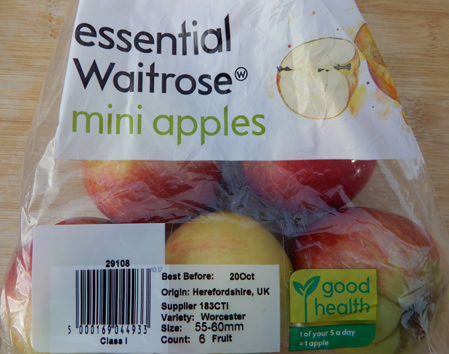 essential
Waitrose
mini apples
29108
Best Before: 20Oct
Origin: Herefordshire, UK
Supplier 183CTI
Variety: Worcester
Size: 55-60mm
Count: 6 Fruit
5 000169 044933
Class I
good
health
1 of your 5 a day
= 1 apple